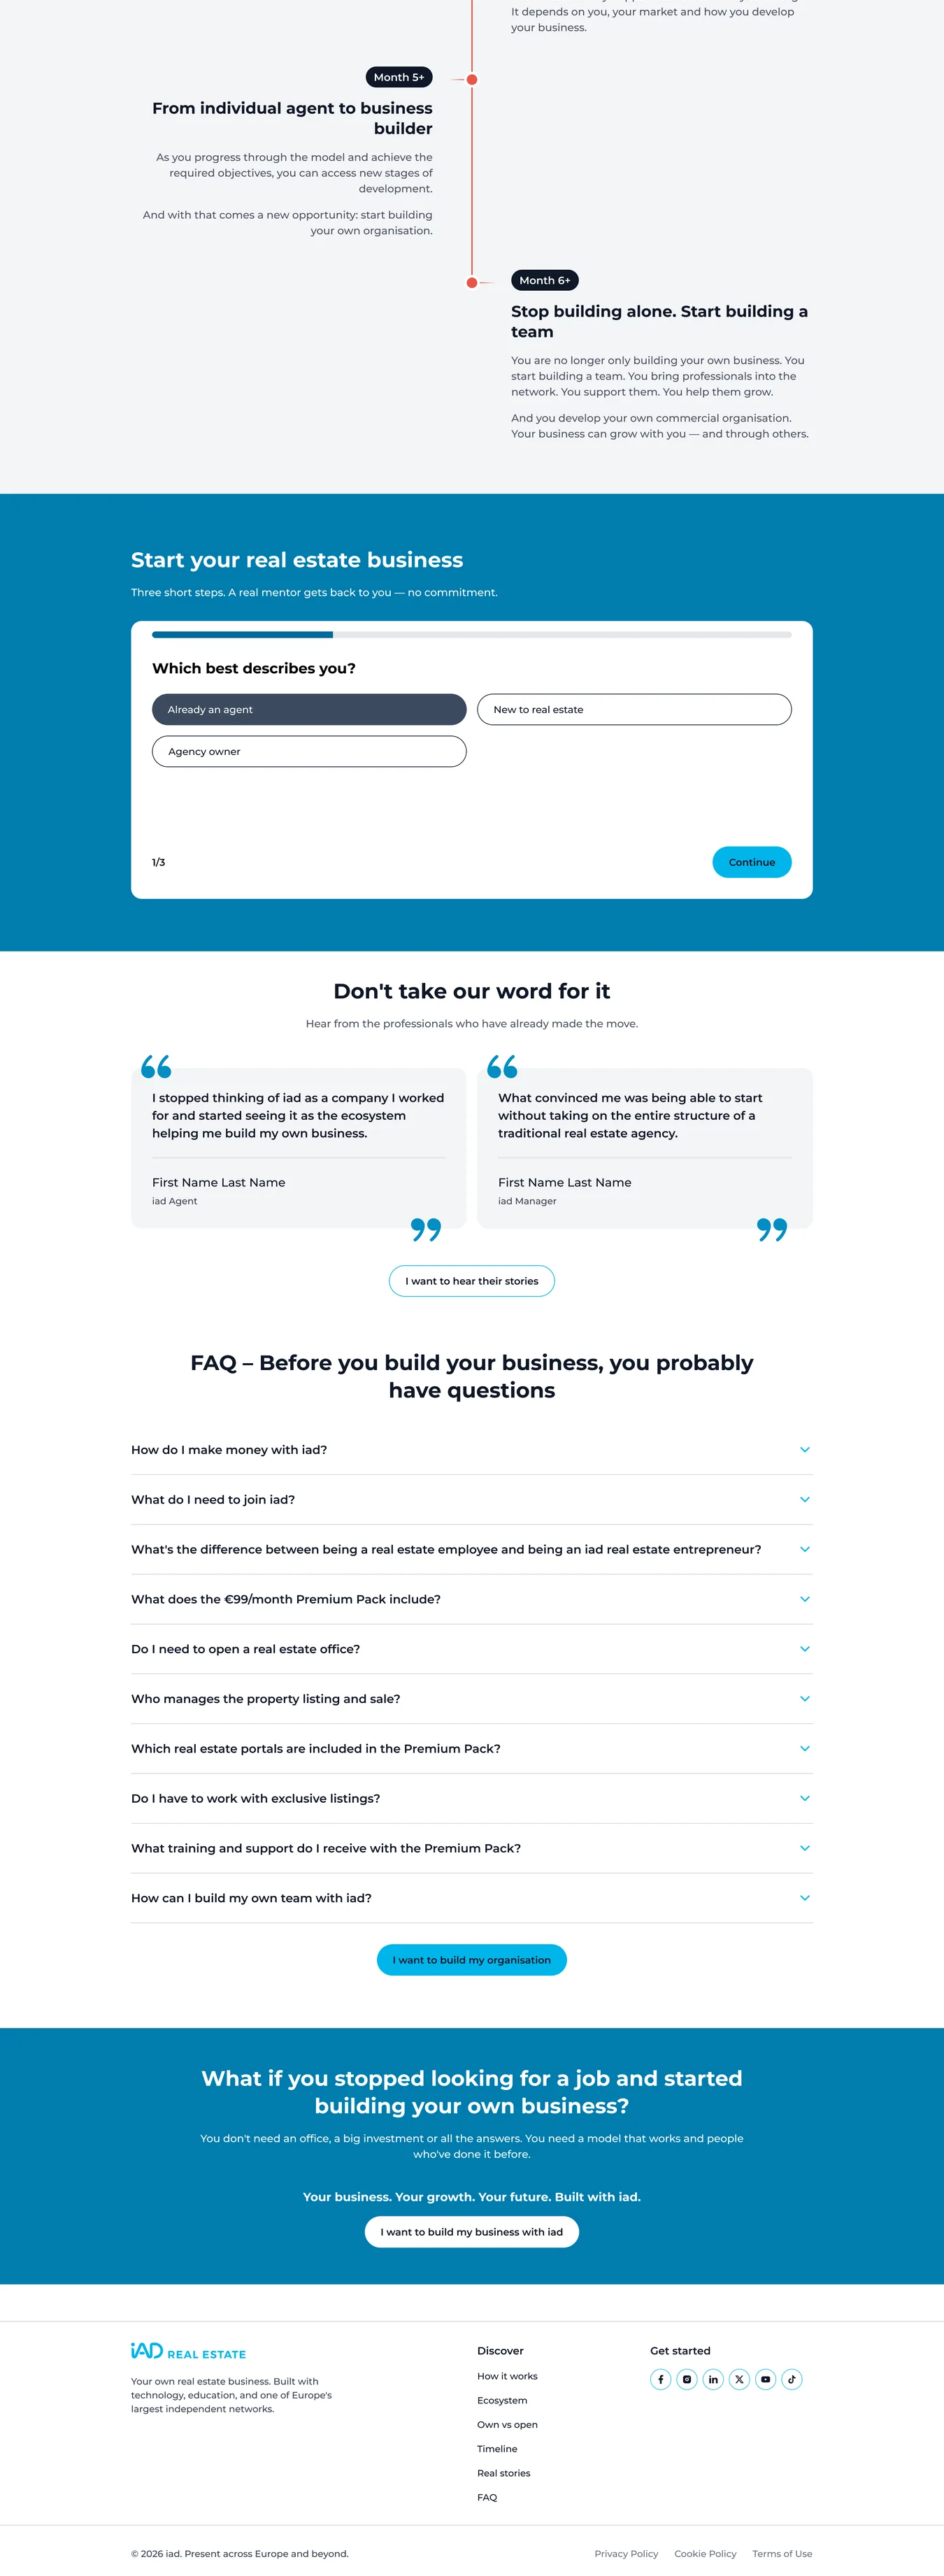 It depends on you, your market and how you develop
your business.
Month 5+
From individual agent to business
builder
As you progress through the model and achieve the
required objectives, you can access new stages of
development.
And with that comes a new opportunity: start building
your own organisation.
Month 6+
Stop building alone. Start building a
team
You are no longer only building your own business. You
start building a team. You bring professionals into the
network. You support them. You help them grow.
And you develop your own commercial organisation.
Your business can grow with you — and through others.
Start your real estate business
Three short steps. A real mentor gets back to you — no commitment.
Which best describes you?
Already an agent
New to real estate
Agency owner
1/3
Continue
Don't take our word for it
Hear from the professionals who have already made the move.
I stopped thinking of iad as a company I worked
for and started seeing it as the ecosystem
helping me build my own business.
First Name Last Name
iad Agent
What convinced me was being able to start
without taking on the entire structure of a
traditional real estate agency.
First Name Last Name
iad Manager
I want to hear their stories
FAQ – Before you build your business, you probably
have questions
How do I make money with iad?
What do I need to join iad?
What's the difference between being a real estate employee and being an iad real estate entrepreneur?
What does the €99/month Premium Pack include?
Do I need to open a real estate office?
Who manages the property listing and sale?
Which real estate portals are included in the Premium Pack?
Do I have to work with exclusive listings?
What training and support do I receive with the Premium Pack?
How can I build my own team with iad?
I want to build my organisation
What if you stopped looking for a job and started
building your own business?
You don't need an office, a big investment or all the answers. You need a model that works and people
who've done it before.
Your business. Your growth. Your future. Built with iad.
I want to build my business with iad
iAD REAL ESTATE
Your own real estate business. Built with
technology, education, and one of Europe's
largest independent networks.
Discover
How it works
Ecosystem
Own vs open
Timeline
Real stories
FAQ
Get started
© 2026 iad. Present across Europe and beyond.
Privacy Policy
Cookie Policy
Terms of Use